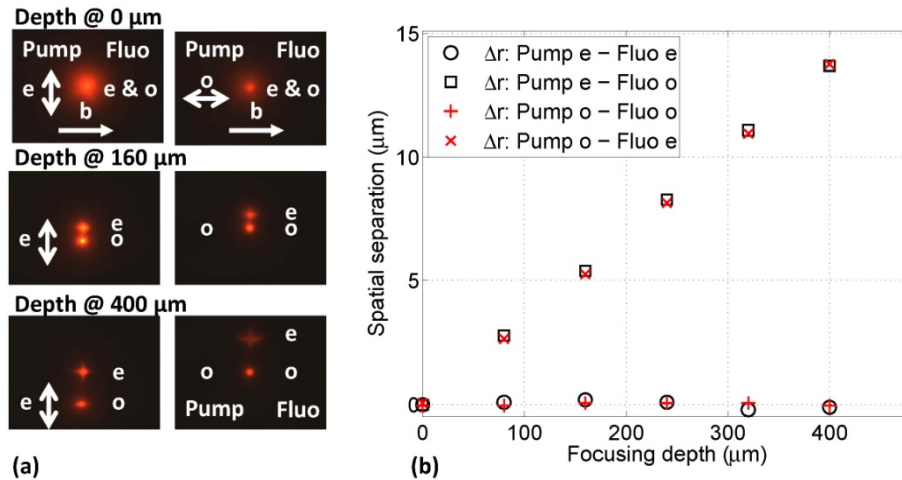 Depth @ 0 µm
Pump Fluo
e e & o
b
Pump Fluo
o e & o
b
Depth @ 160 µm
e e
o
e
o o
Depth @ 400 µm
e
e o
e
o o
Pump Fluo
(a)
15
10
5
0
Spatial separation (µm)
Δr: Pump e − Fluo e
Δr: Pump e − Fluo o
Δr: Pump o − Fluo o
Δr: Pump o − Fluo e
0 100 200 300 400
Focusing depth (µm)
(b)